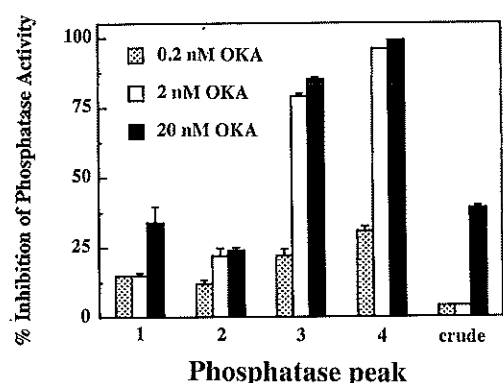 % Inhibition of Phosphatase Activity
100
75
50
25
0
0.2 nM OKA
2 nM OKA
20 nM OKA
1 2 3 4 crude
Phosphatase peak